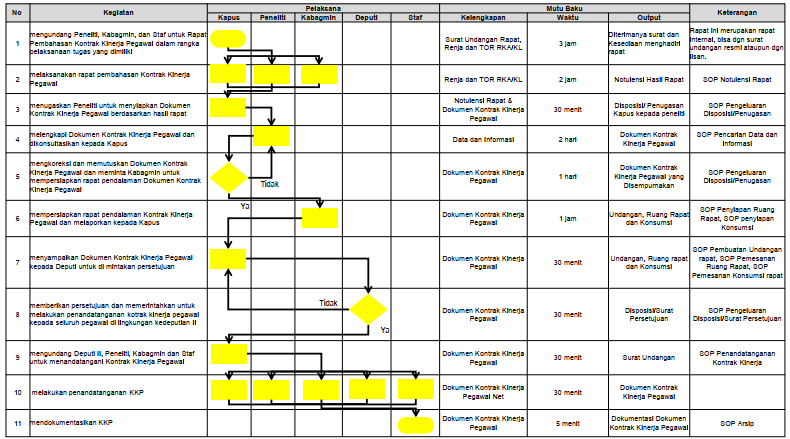 No Kegiatan Pelaksana Mutu Baku Keterangan
Kapus Peneliti Kabagmin Deputi Staf Kelengkapan Waktu Output
1
mengundang Peneliti, Kabagmin, dan Staf untuk Rapat
Pembahasan Kontrak Kinerja Pegawai dalam rangka
pelaksanaan tugas yang dimiliki
Surat Undangan Rapat,
Renja dan TOR RKA/KL
3 jam
Diterimanya surat dan
Kesediaan menghadiri
rapat
Rapat ini merupakan rapat
internal, bisa dgn surat
undangan resmi ataupun dgn
lisan.
2
melaksanakan rapat pembahasan Kontrak Kinerja
Pegawai
Renja dan TOR RKA/KL
2 jam
Notulensi Hasil Rapat
SOP Notulensi Rapat
3
menugaskan Peneliti untuk menyiapkan Dokumen
Kontrak Kinerja Pegawai berdasarkan hasil rapat
Notulensi Rapat &
Dokumen Kontrak Kinerja
Pegawai
30 menit
Disposisi/ Penugasan
Kapus kepada peneliti
SOP Pengeluaran
Disposisi/Penugasan
4
melengkapi Dokumen Kontrak Kinerja Pegawai dan
dikonsultasikan kepada Kapus
Data dan Informasi
2 hari
Dokumen Kontrak
Kinerja Pegawai
SOP Pencarian Data dan
Informasi
5
mengkoreksi dan memutuskan Dokumen Kontrak
Kinerja Pegawai dan meminta Kabagmin untuk
mempersiapkan rapat pendalaman Dokumen Kontrak
Kinerja Pegawai
Tidak
Ya
Dokumen Kontrak Kinerja
Pegawai
1 hari
Dokumen Kontrak
Kinerja Pegawai yang
Disempurnakan
SOP Pengeluaran
Disposisi/Penugasan
6
mempersiapkan rapat pendalaman Kontrak Kinerja
Pegawai dan melaporkan kepada Kapus
Dokumen Kontrak Kinerja
Pegawai
1 jam
Undangan, Ruang Rapat
dan Konsumsi
SOP Penyiapan Ruang
Rapat, SOP penyiapan
Konsumsi
7
menyampaikan Dokumen Kontrak Kinerja Pegawai
kepada Deputi untuk di mintakan persetujuan
Dokumen Kontrak Kinerja
Pegawai
30 menit
Undangan, Ruang rapat
dan Konsumsi
SOP Pembuatan Undangan
rapat, SOP Pemesanan
Ruang Rapat, SOP
Pemesanan Konsumsi rapat
8
memberikan persetujuan dan memerintahkan untuk
melakukan penandatanganan kotrak kinerja pegawai
kepada seluruh pegawai di lingkungan kedeputian II
Tidak
Ya
Dokumen Kontrak Kinerja
Pegawai
30 menit
Disposisi/Surat
Persetujuan
SOP Pengeluaran
Disposisi/Surat Persetujuan
9
mengundang Deputi II, Peneliti, Kabagmin dan Staf
untuk menandatangani Kontrak Kinerja Pegawai
Dokumen Kontrak Kinerja
Pegawai
30 menit
Surat Undangan
SOP Penandatanganan
Kontrak Kinerja
10
melakukan penandatanganan KKP
Dokumen Kontrak Kinerja
Pegawai Net
30 menit
Dokumen Kontrak
Kinerja Pegawai
11
mendokumentasikan KKP
Dokumen Kontrak Kinerja
Pegawai
5 menit
Dokumentasi Dokumen
Kontrak Kinerja Pegawai
SOP Arsip